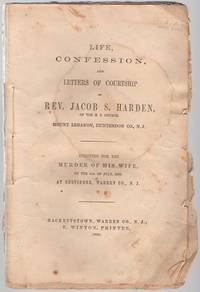 LIFE,
CONFESSION,
AND
LETTERS OF COURTSHIP
OF
REV. JACOB S. HARDEN,
OF THE M. E. CHURCH,
MOUNT LEBANON, HUNTERDON CO., N. J.
EXECUTED FOR THE
MURDER OF HIS WIFE,
ON THE 6TH OF JULY, 1860,
AT BELVIDERE, WARREN CO., N. J.
HACKETTSTOWN, WARREN CO., N. J.:
E. WINTON, PRINTER,
1860.